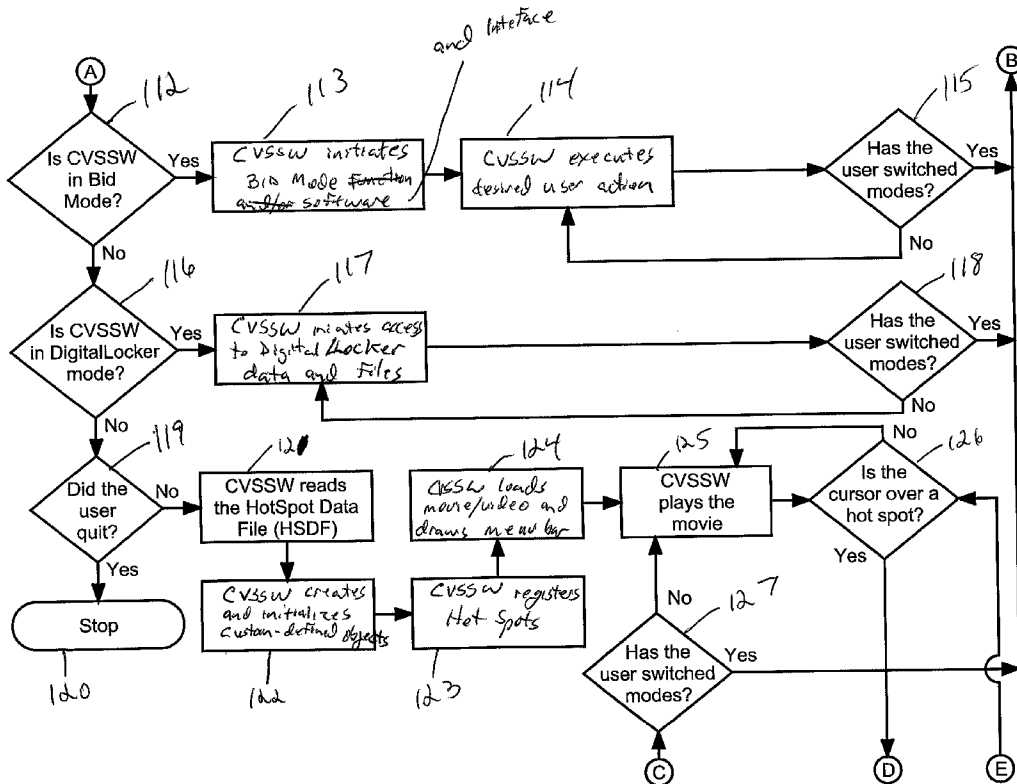 and Inteface
A
112
113
114
115
B
Is CVSSW
in Bid
Mode?
Yes
CVSSW initiates
BID Mode function
and/or software
CVSSW executes
desired user action
Has the
user switched
modes?
Yes
No
No
116
117
118
Is CVSSW
in DigitalLocker
mode?
Yes
CVSSW iniates access
to Digital Locker
data and Files
Has the
user switched
modes?
Yes
No
No
119
121
124
125
No
126
Did the
user
quit?
No
CVSSW reads
the HotSpot Data
File (HSDF)
CVSSW loads
movie/video and
draws menu bar
CVSSW
plays the
movie
Is the
cursor over a
hot spot?
Yes
Yes
Stop
120
CVSSW creates
and initializes
Custom-defined objects
122
CVSSW registers
Hot Spots
123
No
127
Has the
user switched
modes?
Yes
C
D
E